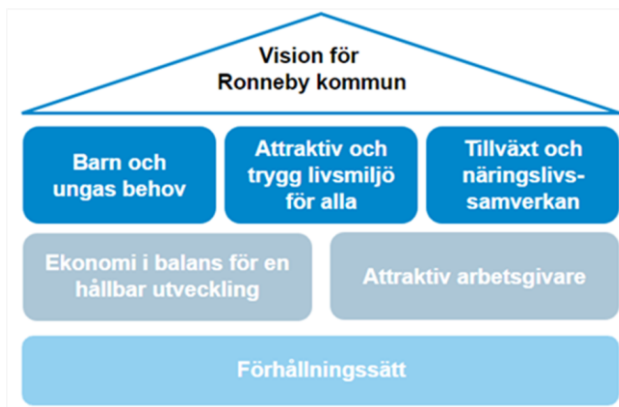 Vision för
Ronneby kommun
Barn och
ungas behov
Attraktiv och
trygg livsmiljö
för alla
Tillväxt och
näringslivs-
samverkan
Ekonomi i balans för en
hållbar utveckling
Attraktiv arbetsgivare
Förhållningssätt